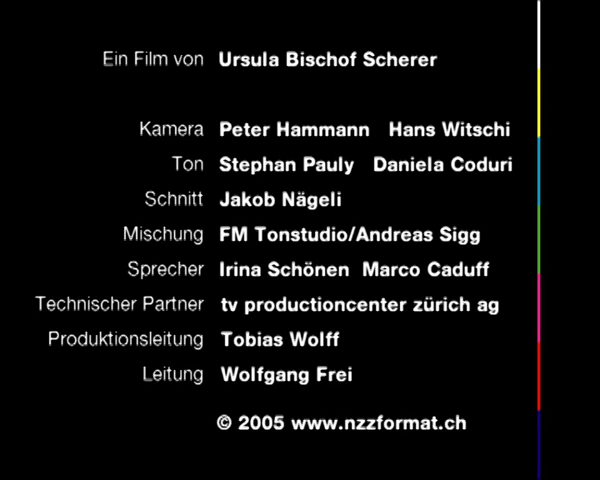 Ein Film von Ursula Bischof Scherer
Kamera Peter Hammann Hans Witschi
Ton Stephan Pauly Daniela Coduri
Schnitt Jakob Nägeli
Mischung FM Tonstudio/Andreas Sigg
Sprecher Irina Schönen Marco Caduff
Technischer Partner tv productioncenter zürich ag
Produktionsleitung Tobias Wolff
Leitung Wolfgang Frei
© 2005 www.nzzformat.ch